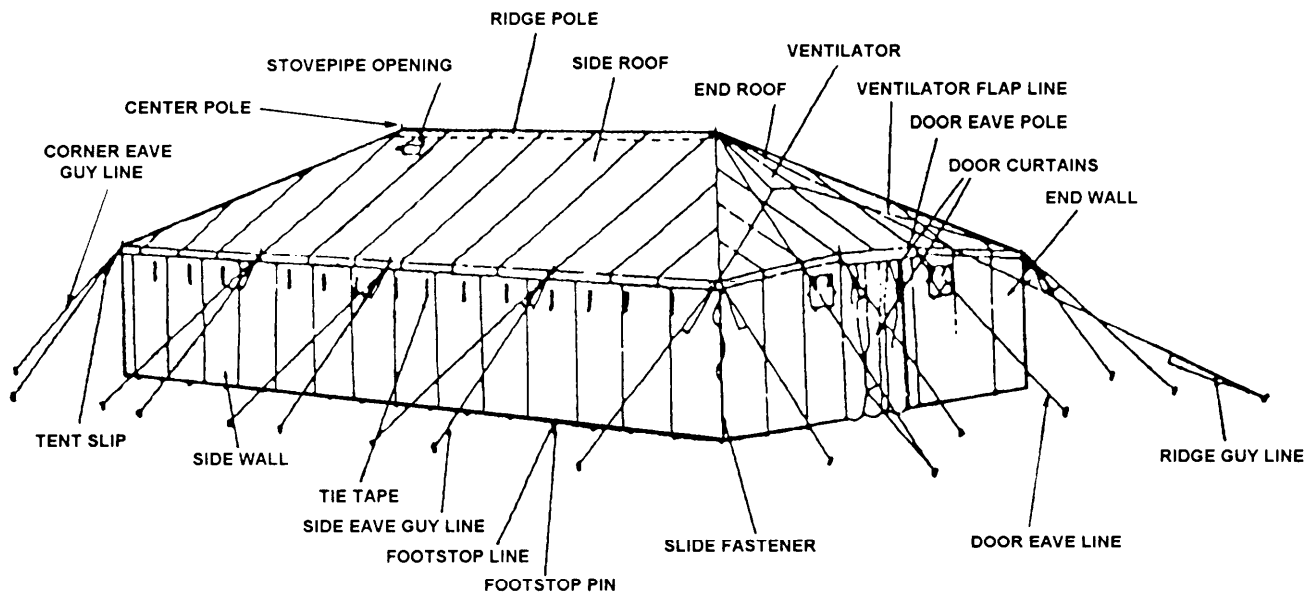 RIDGE POLE
STOVEPIPE OPENING
SIDE ROOF
VENTILATOR
CENTER POLE
END ROOF
VENTILATOR FLAP LINE
DOOR EAVE POLE
CORNER EAVE
GUY LINE
DOOR CURTAINS
END WALL
TENT SLIP
SIDE WALL
RIDGE GUY LINE
TIE TAPE
SIDE EAVE GUY LINE
SLIDE FASTENER
DOOR EAVE LINE
FOOTSTOP LINE
FOOTSTOP PIN